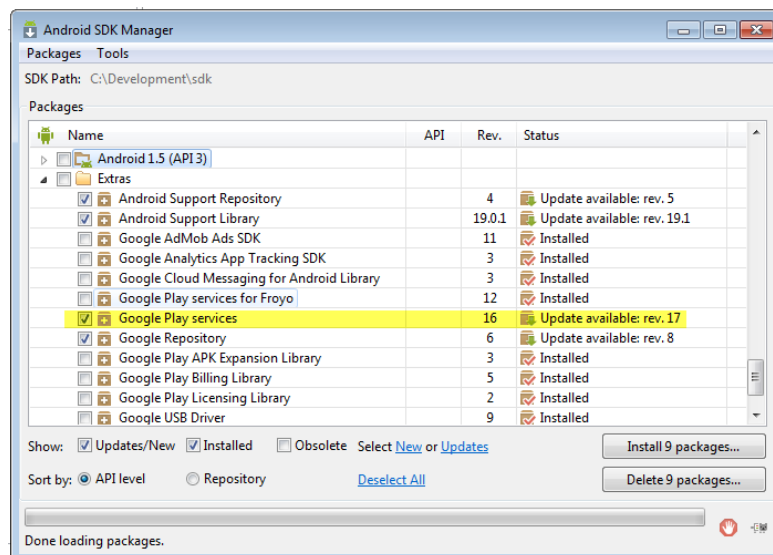 Android SDK Manager
Packages Tools
SDK Path: C:\Development\sdk
Packages
Name API Rev. Status
Android 1.5 (API 3)
Extras
Android Support Repository 4 Update available: rev. 5
Android Support Library 19.0.1 Update available: rev. 19.1
Google AdMob Ads SDK 11 Installed
Google Analytics App Tracking SDK 3 Installed
Google Cloud Messaging for Android Library 3 Installed
Google Play services for Froyo 12 Installed
Google Play services 16 Update available: rev. 17
Google Repository 6 Update available: rev. 8
Google Play APK Expansion Library 3 Installed
Google Play Billing Library 5 Installed
Google Play Licensing Library 2 Installed
Google USB Driver 9 Installed
Show: Updates/New Installed Obsolete Select New or Updates Install 9 packages...
Sort by: API level Repository Deselect All Delete 9 packages...
Done loading packages.